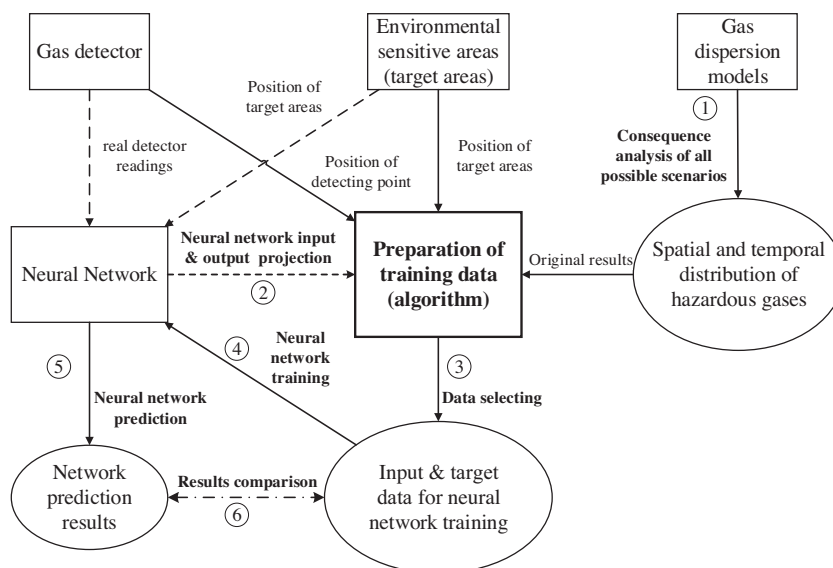 Gas detector
Environmental
sensitive areas
(target areas)
Gas
dispersion
models
Position of
target areas
1
real detector
readings
Position of
detecting point
Position of
target areas
Consequence
analysis of all
possible scenarios
Neural Network
Neural network input
& output projection
2
Preparation of
training data
(algorithm)
Original results
Spatial and temporal
distribution of
hazardous gases
5
4
Neural
network
training
3
Neural network
prediction
Data selecting
Network
prediction
results
Results comparison
6
Input &
target
data for neural
network training